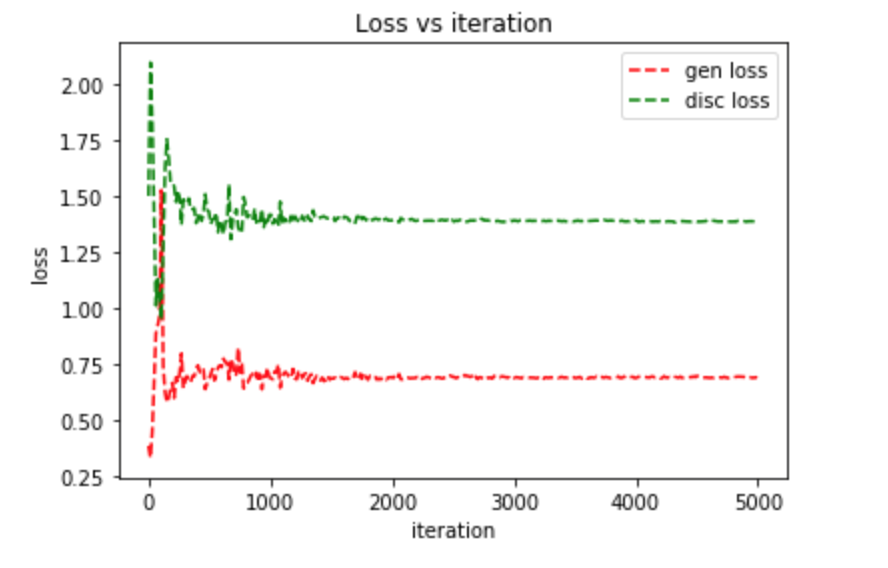 Loss vs iteration
gen loss
disc loss
2.00
1.75
1.50
1.25
1.00
0.75
0.50
0.25
loss
0 1000 2000 3000 4000 5000
iteration